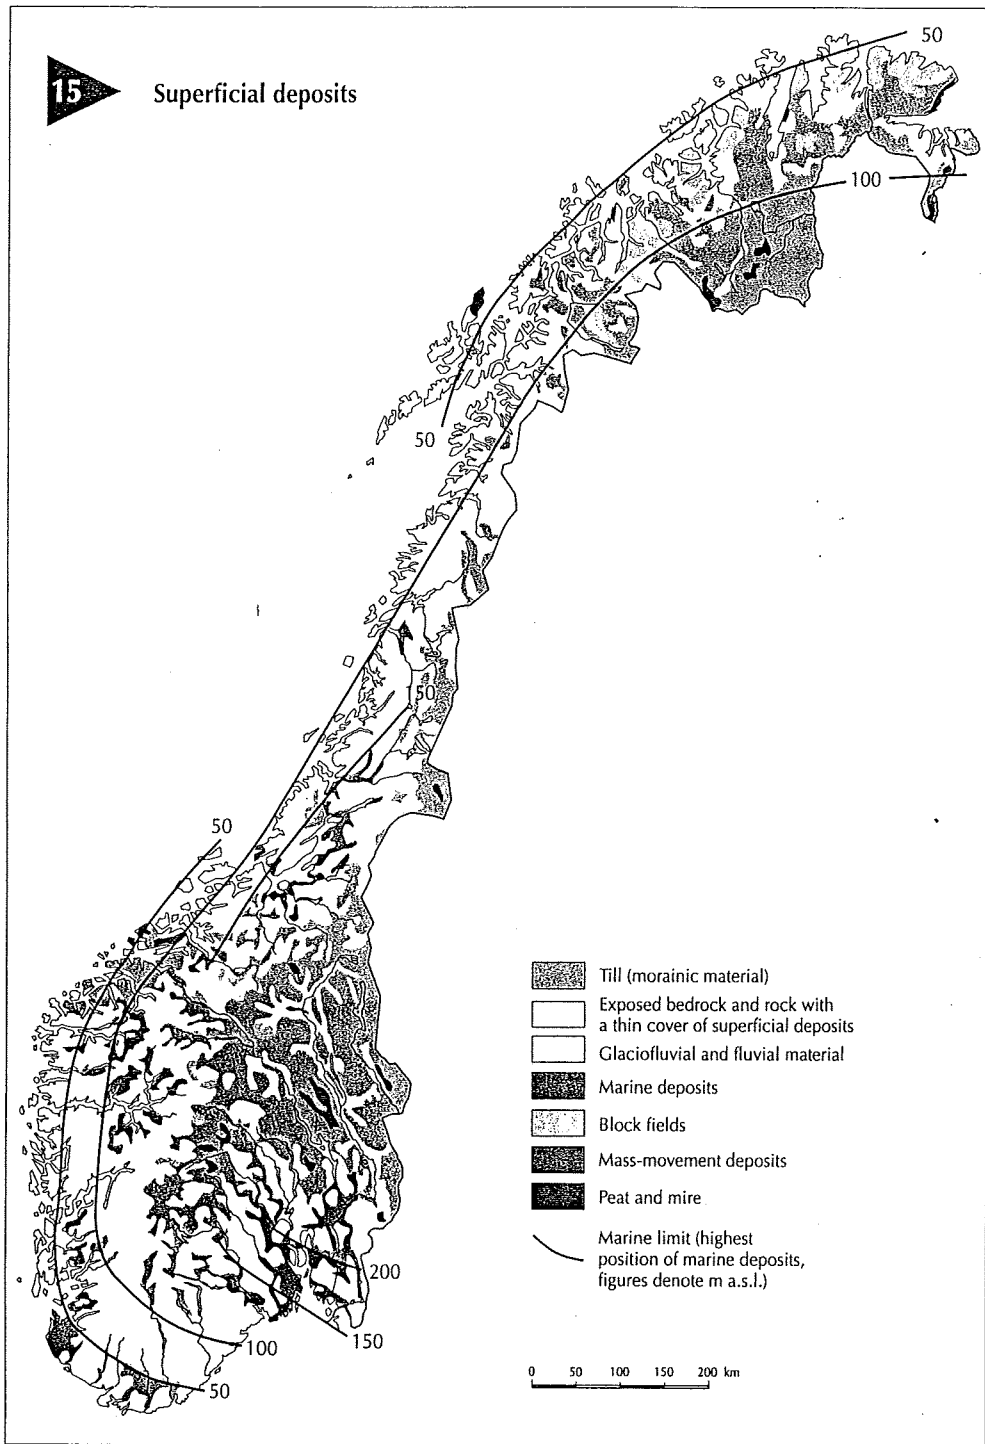 15
Superficial deposits
50
100
50
50
50
Till (morainic material)
Exposed bedrock and rock with
a thin cover of superficial deposits
Glaciofluvial and fluvial material
Marine deposits
Block fields
Mass-movement deposits
Peat and mire
Marine limit (highest
position of marine deposits,
figures denote m a.s.l.)
200
150
100
50
0 50 100 150 200 km